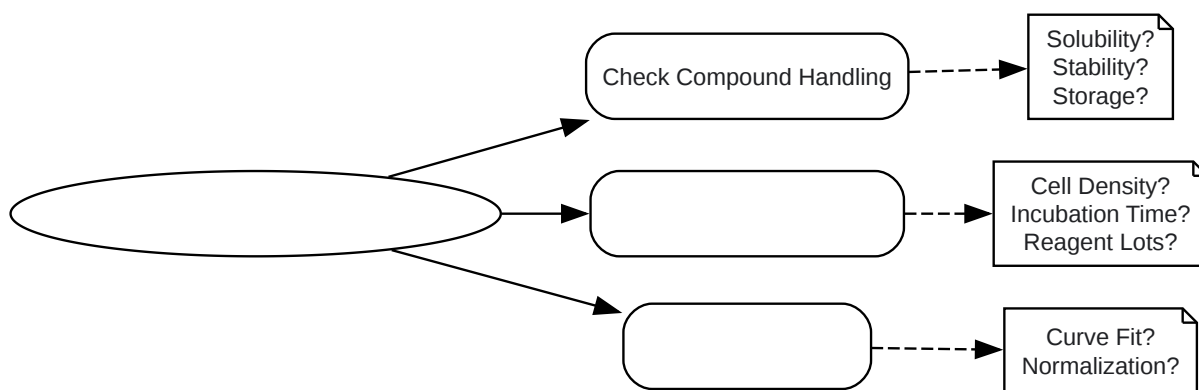 Check Compound Handling
Solubility?
Stability?
Storage?
Cell Density?
Incubation Time?
Reagent Lots?
Curve Fit?
Normalization?